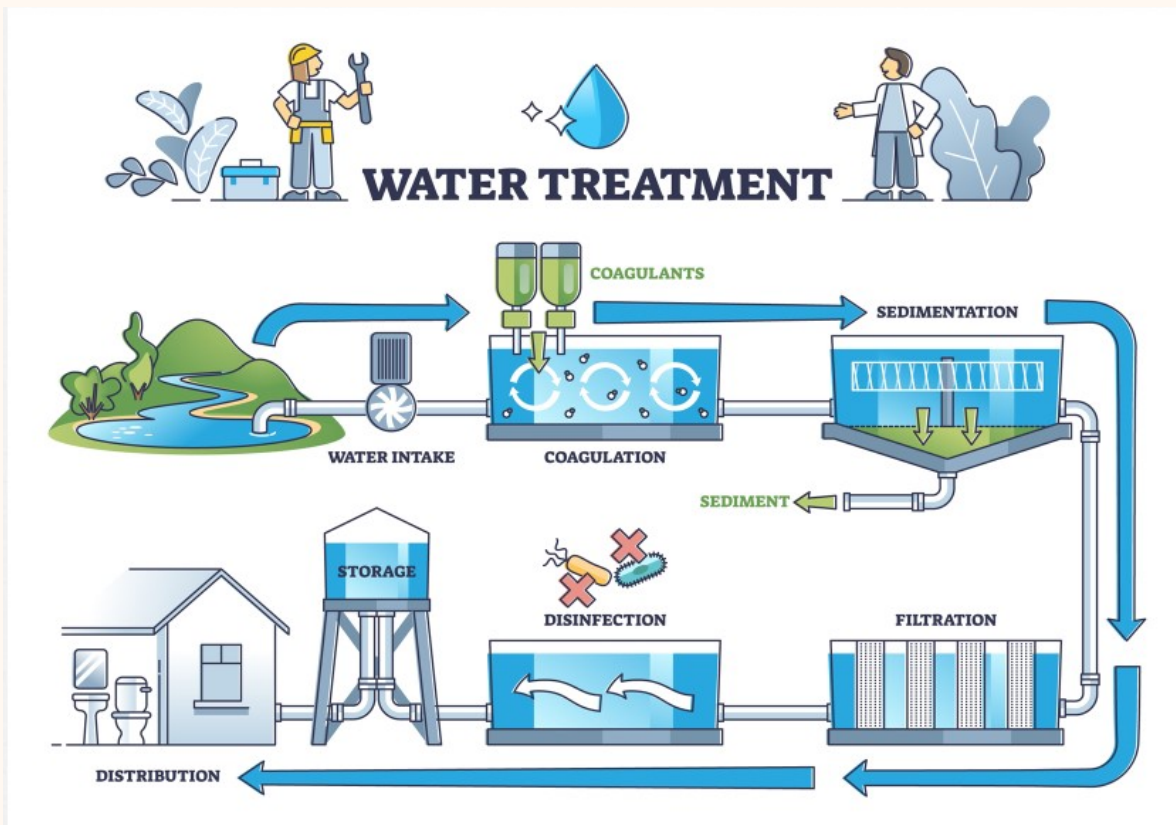 WATER TREATMENT
COAGULANTS
SEDIMENTATION
WATER INTAKE
COAGULATION
SEDIMENT
STORAGE
DISINFECTION
FILTRATION
DISTRIBUTION